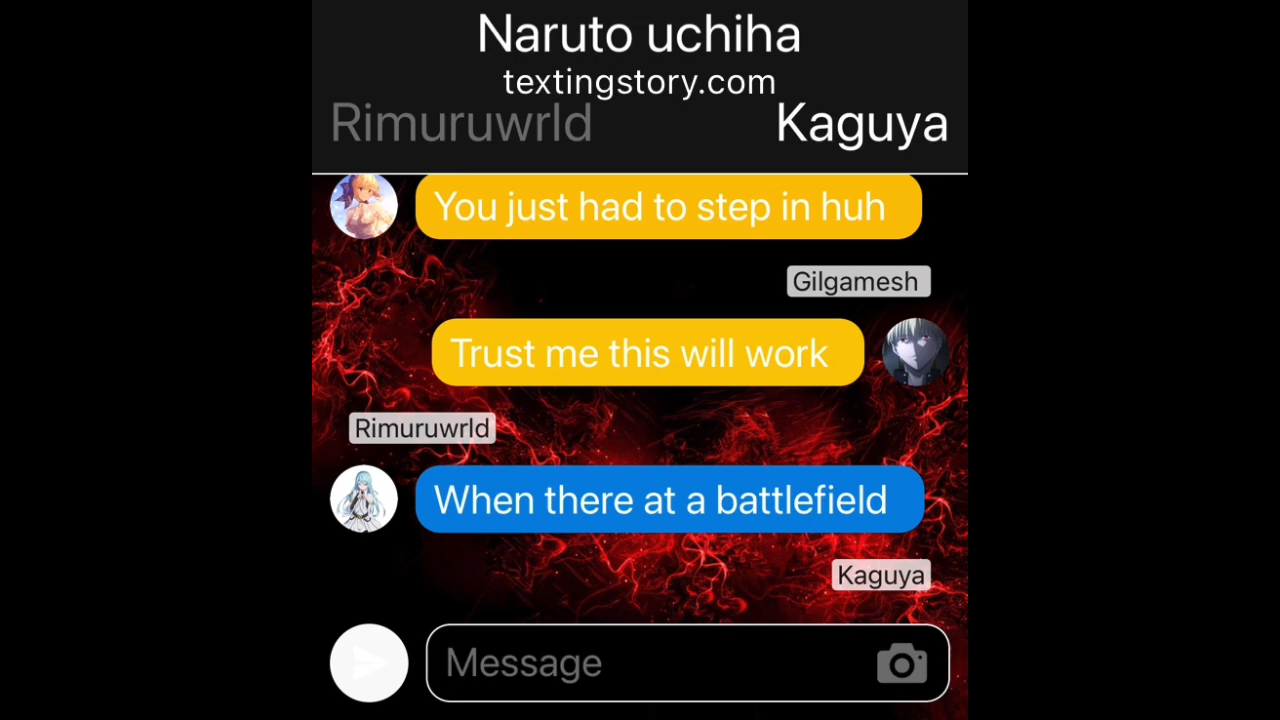 Naruto uchiha
textingstory.com
Rimuruwrld Kaguya
You just had to step in huh
Gilgamesh
Trust me this will work
Rimuruwrld
When there at a battlefield
Kaguya
Message